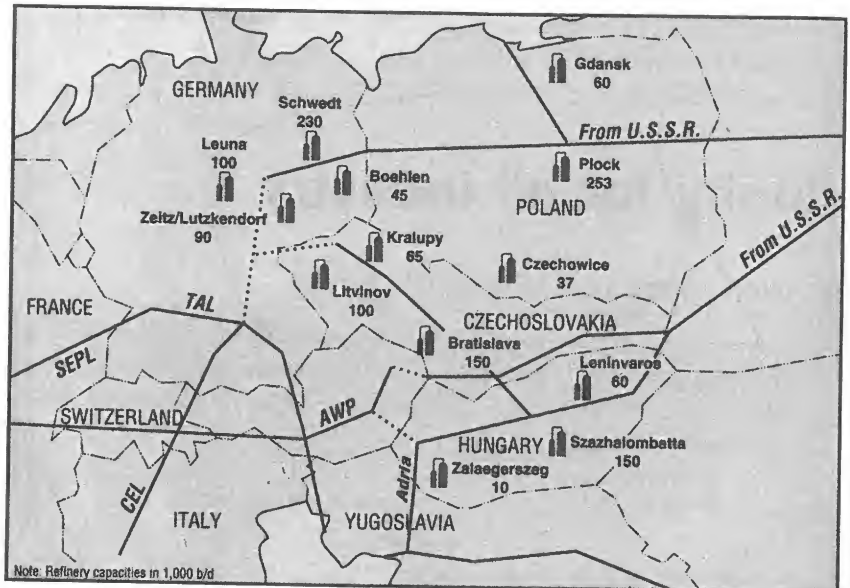 GERMANY
Gdansk
60
Schwedt
230
From U.S.S.R.
Leuna
100
Boehlen
45
Plock
253
POLAND
Zeitz/Lutzkendorf
90
Kralupy
65
From U.S.S.R.
Czechowice
37
Litvinov
100
FRANCE
TAL
CZECHOSLOVAKIA
SEPL
Bratislava
150
Leninvaros
60
SWITZERLAND
AWP
HUNGARY
Szazhalombatta
150
Adria
Zalaegerszeg
10
CEL
ITALY
YUGOSLAVIA
Note: Refinery capacities in 1,000 b/d